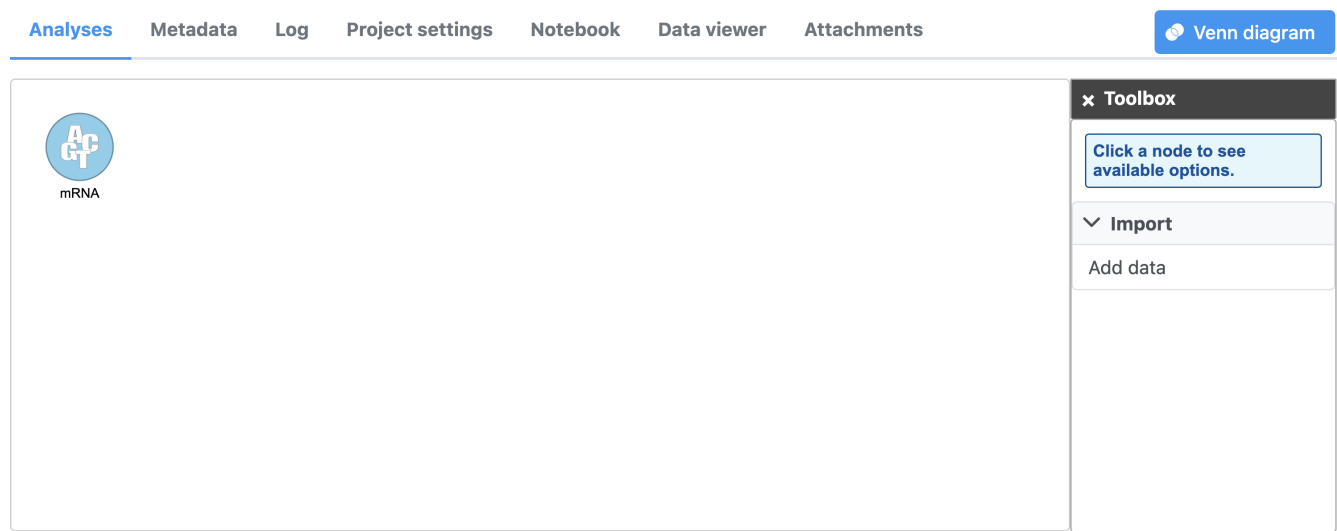 Analyses Metadata Log Project settings Notebook Data viewer Attachments Venn diagram
ACGT
mRNA
Toolbox
Click a node to see
available options.
Import
Add data